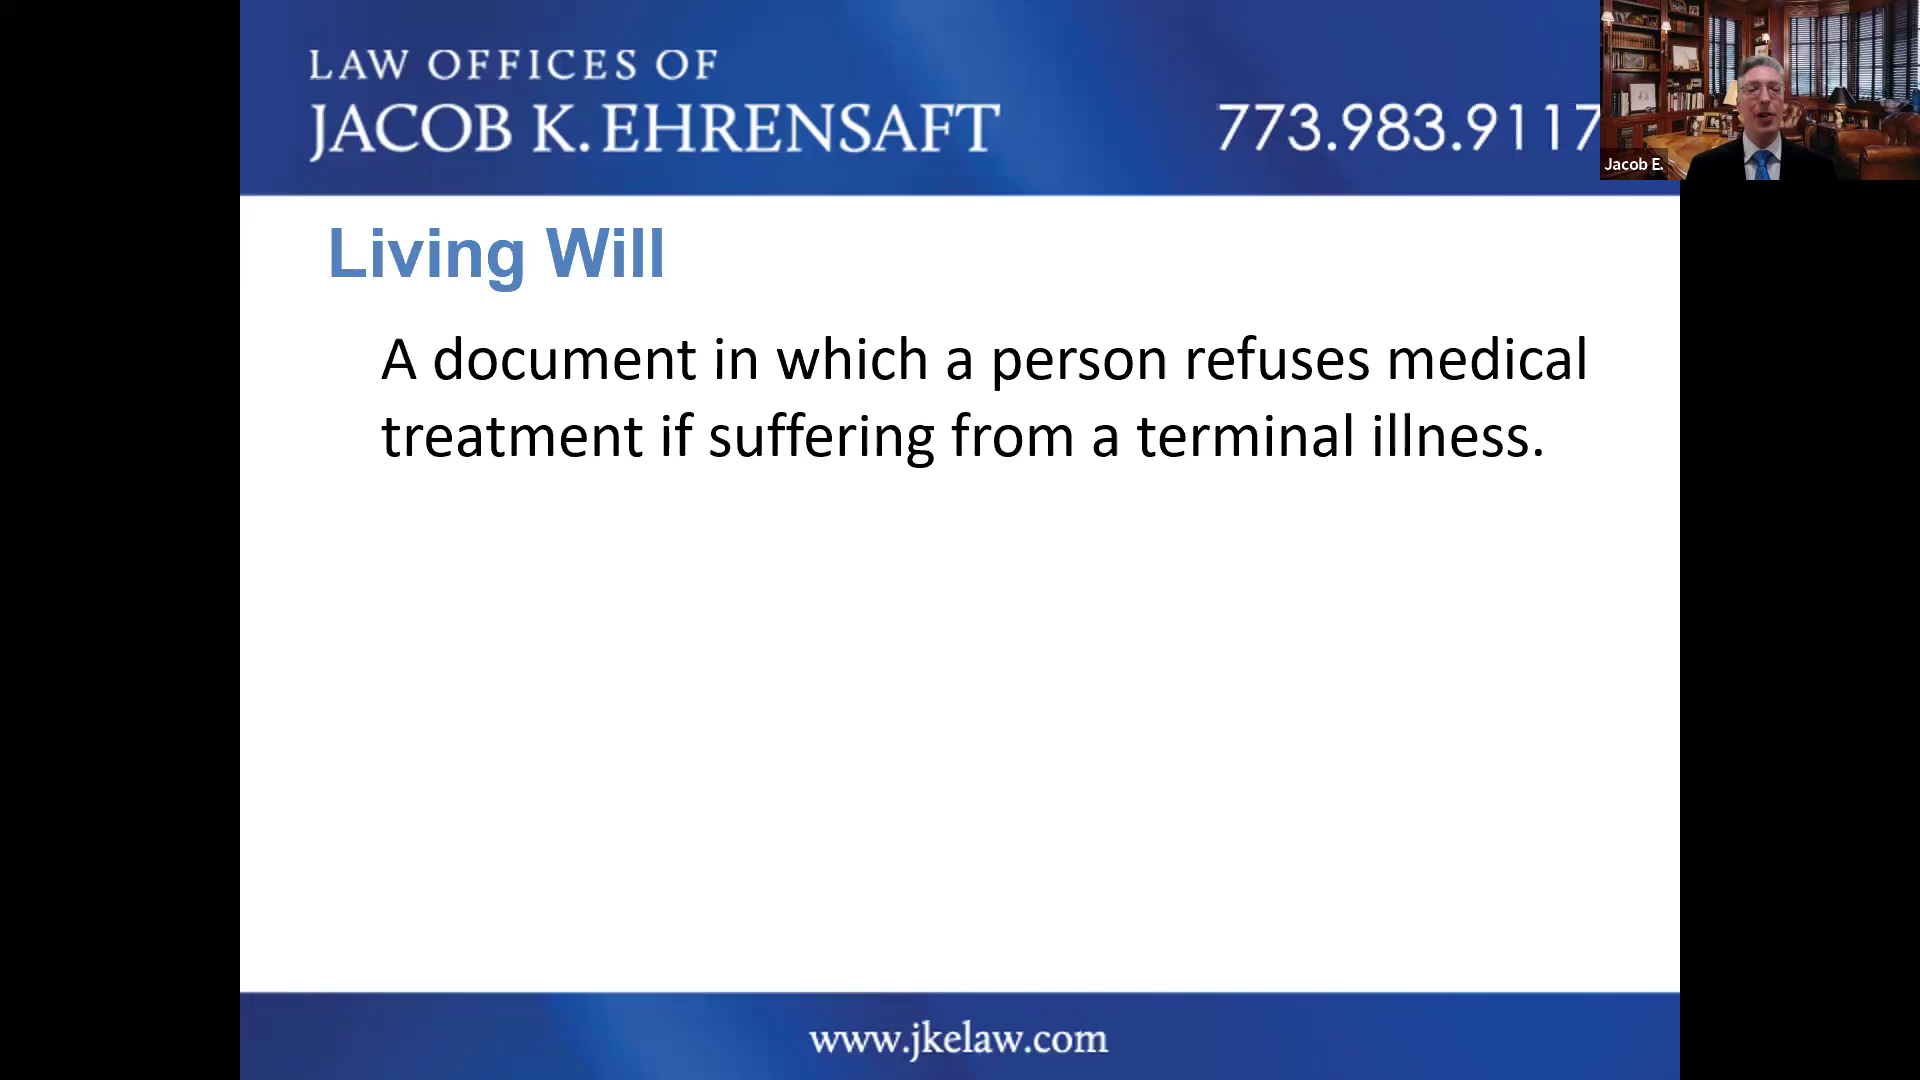 LAW OFFICES OF
JACOB K. EHRENSAFT
773.983.9117
Jacob E.
Living Will
A document in which a person refuses medical
treatment if suffering from a terminal illness.
www.jkelaw.com